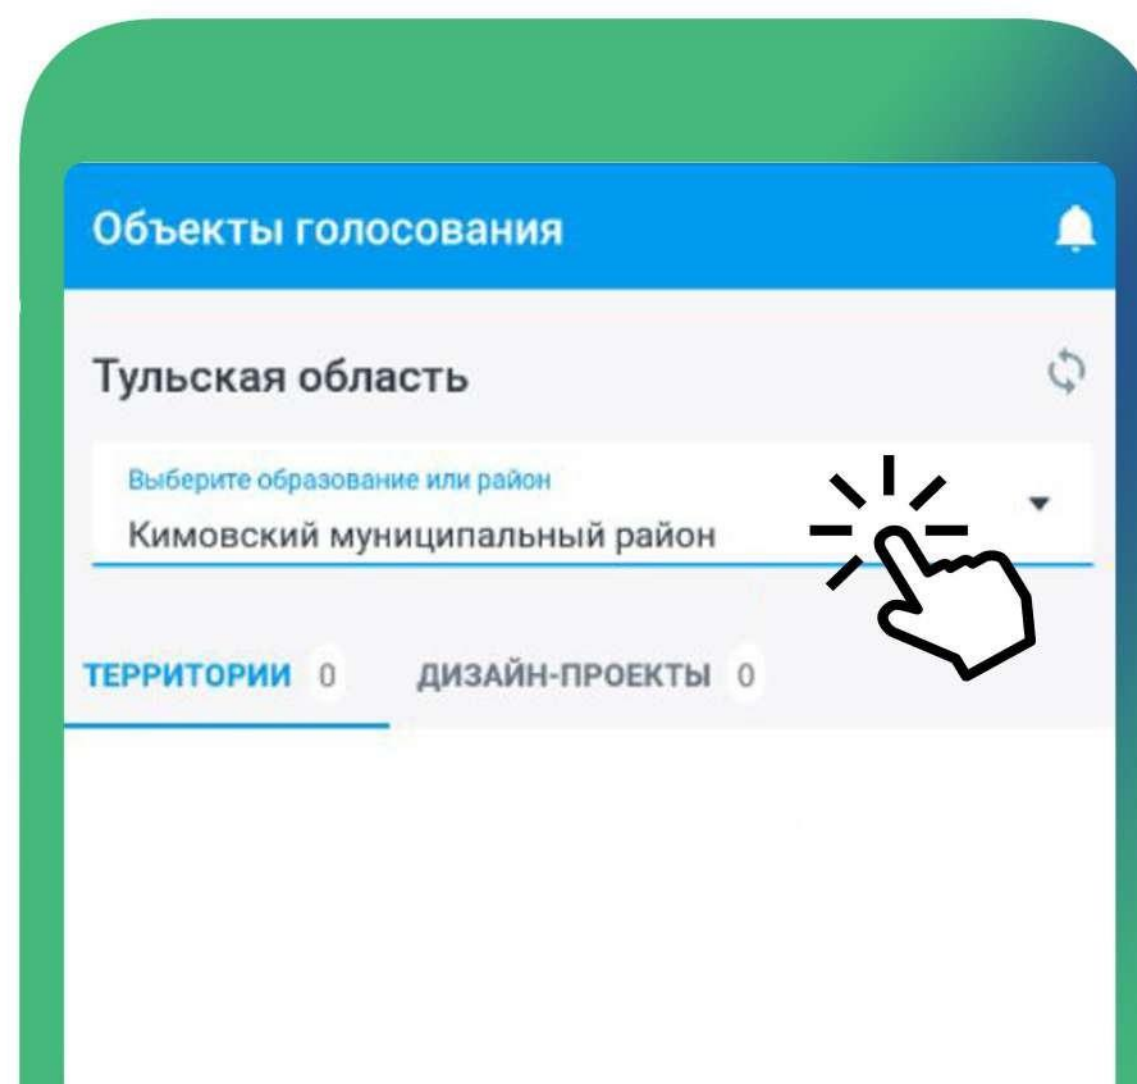 Объекты голосования
Тульская область
Выберите образование или район
Кимовский муниципальный район
ТЕРРИТОРИИ 0 ДИЗАЙН-ПРОЕКТЫ 0